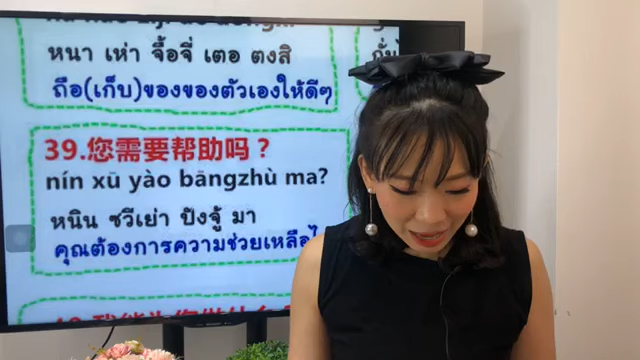 หนา เห่า จื้อจี่ เตอ ตงสิ
ถือ(เก็บ)ของของตัวเองให้ดีๆ
39.您需要帮助吗？
nín xū yào bāngzhù ma?
หนิน ซวีเย่า ปังจู้ มา
คุณต้องการความช่วยเหลือ